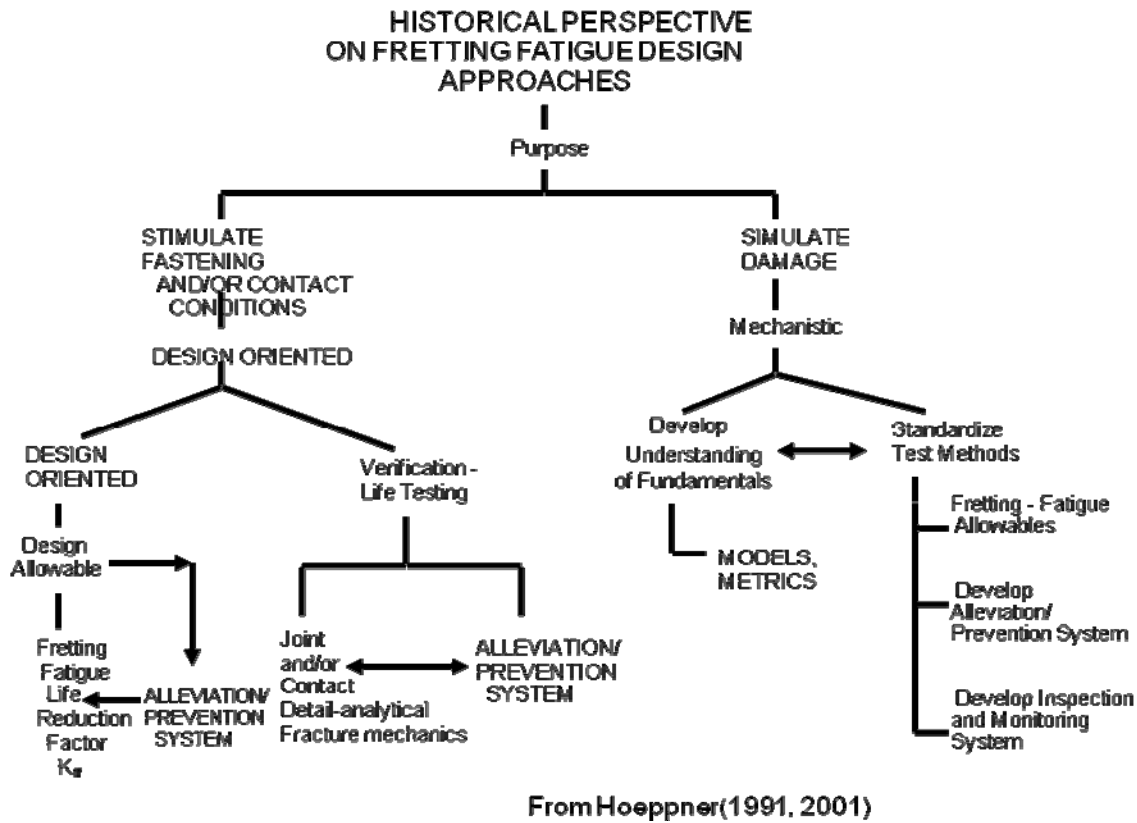 HISTORICAL PERSPECTIVE
ON FRETTING FATIGUE DESIGN
APPROACHES
Purpose
STIMULATE
FASTENING
AND/OR CONTACT
CONDITIONS
DESIGN ORIENTED
SIMULATE
DAMAGE
Mechanistic
DESIGN
ORIENTED
Design
Allowable
Fretting
Fatigue
Life
Reduction
Factor
ALLEVIATION/
PREVENTION
SYSTEM
Verification -
Life Testing
Joint
and/or
Contact
Detail-analytical
Fracture mechanics
ALLEVIATION/
PREVENTION
SYSTEM
Develop
Understanding
of Fundamentals
MODELS,
METRICS
Standardize
Test Methods
Fretting - Fatigue
Allowables
Develop
Alleviation/
Prevention System
Develop Inspection
and Monitoring
System
From Hoeppner(1991, 2001)